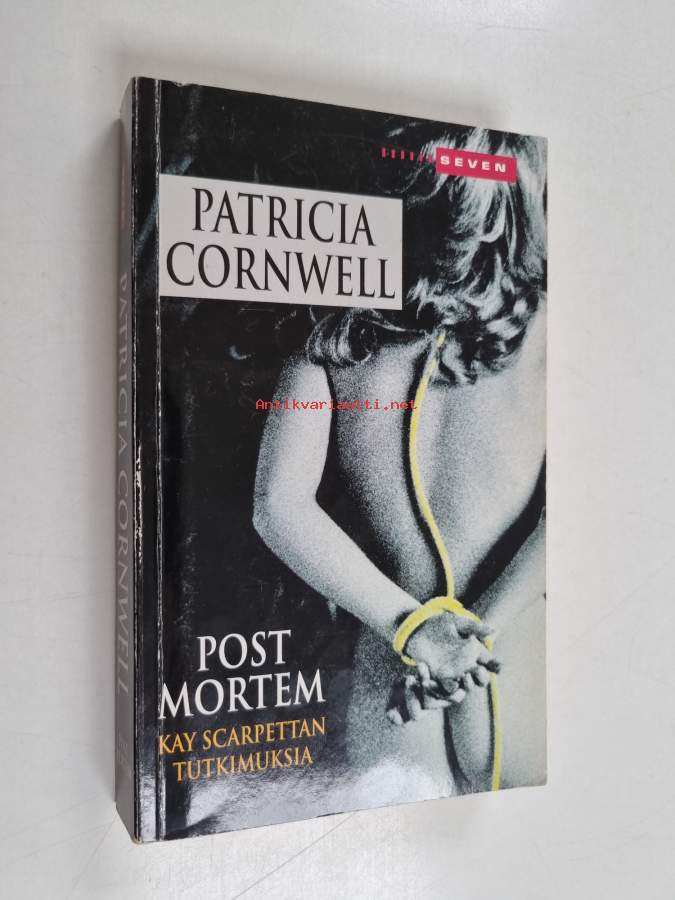 SEVEN
PATRICIA
CORNWELL
Antikvariaatti.net
POST
MORTEM
KAY SCARPETTAN
TUTKIMUKSIA
PATRICIA CORNWELL